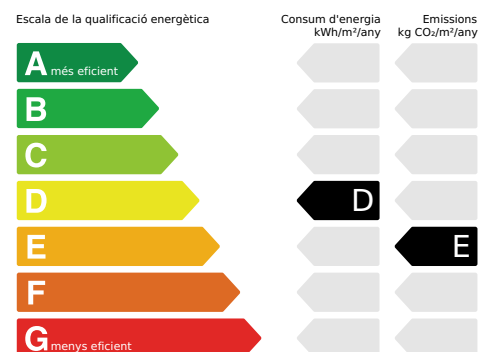 Escala de la qualificació energètica
Consum d'energia
kWh/m²/any
Emissions
kg CO₂/m²/any
A més eficient
B
C
D
D
E
E
F
G menys eficient